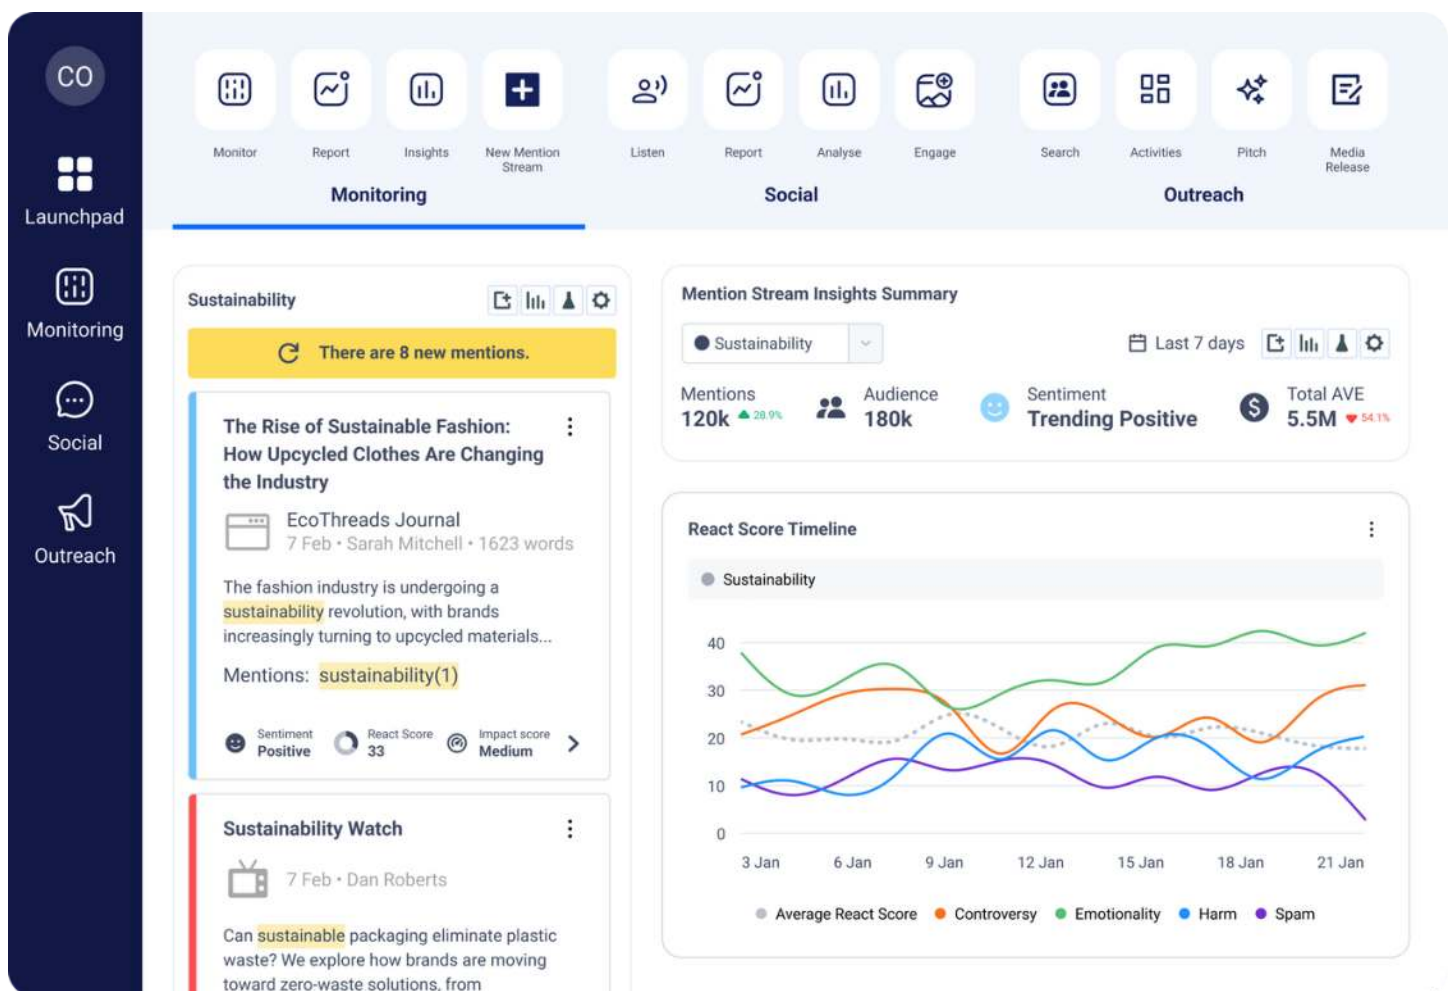 CO
Launchpad
Monitoring
Social
Outreach
Monitor
Report
Insights
New Mention
Stream
Monitoring
Listen
Report
Analyse
Engage
Social
Search
Activities
Pitch
Media
Release
Outreach
Sustainability
There are 8 new mentions.
The Rise of Sustainable Fashion:
How Upcycled Clothes Are Changing
the Industry
EcoThreads Journal
7 Feb • Sarah Mitchell • 1623 words
The fashion industry is undergoing a
sustainability revolution, with brands
increasingly turning to upcycled materials...
Mentions: sustainability(1)
Sentiment
Positive
React Score
33
Impact score
Medium
Sustainability Watch
7 Feb • Dan Roberts
Can sustainable packaging eliminate plastic
waste? We explore how brands are moving
toward zero-waste solutions, from
Mention Stream Insights Summary
Sustainability
Last 7 days
Mentions
120k 28.9%
Audience
180k
Sentiment
Trending Positive
Total AVE
5.5M 54.1%
React Score Timeline
Sustainability
40
30
20
10
0
3 Jan 6 Jan 9 Jan 12 Jan 15 Jan 18 Jan 21 Jan
Average React Score Controversy Emotionality Harm Spam